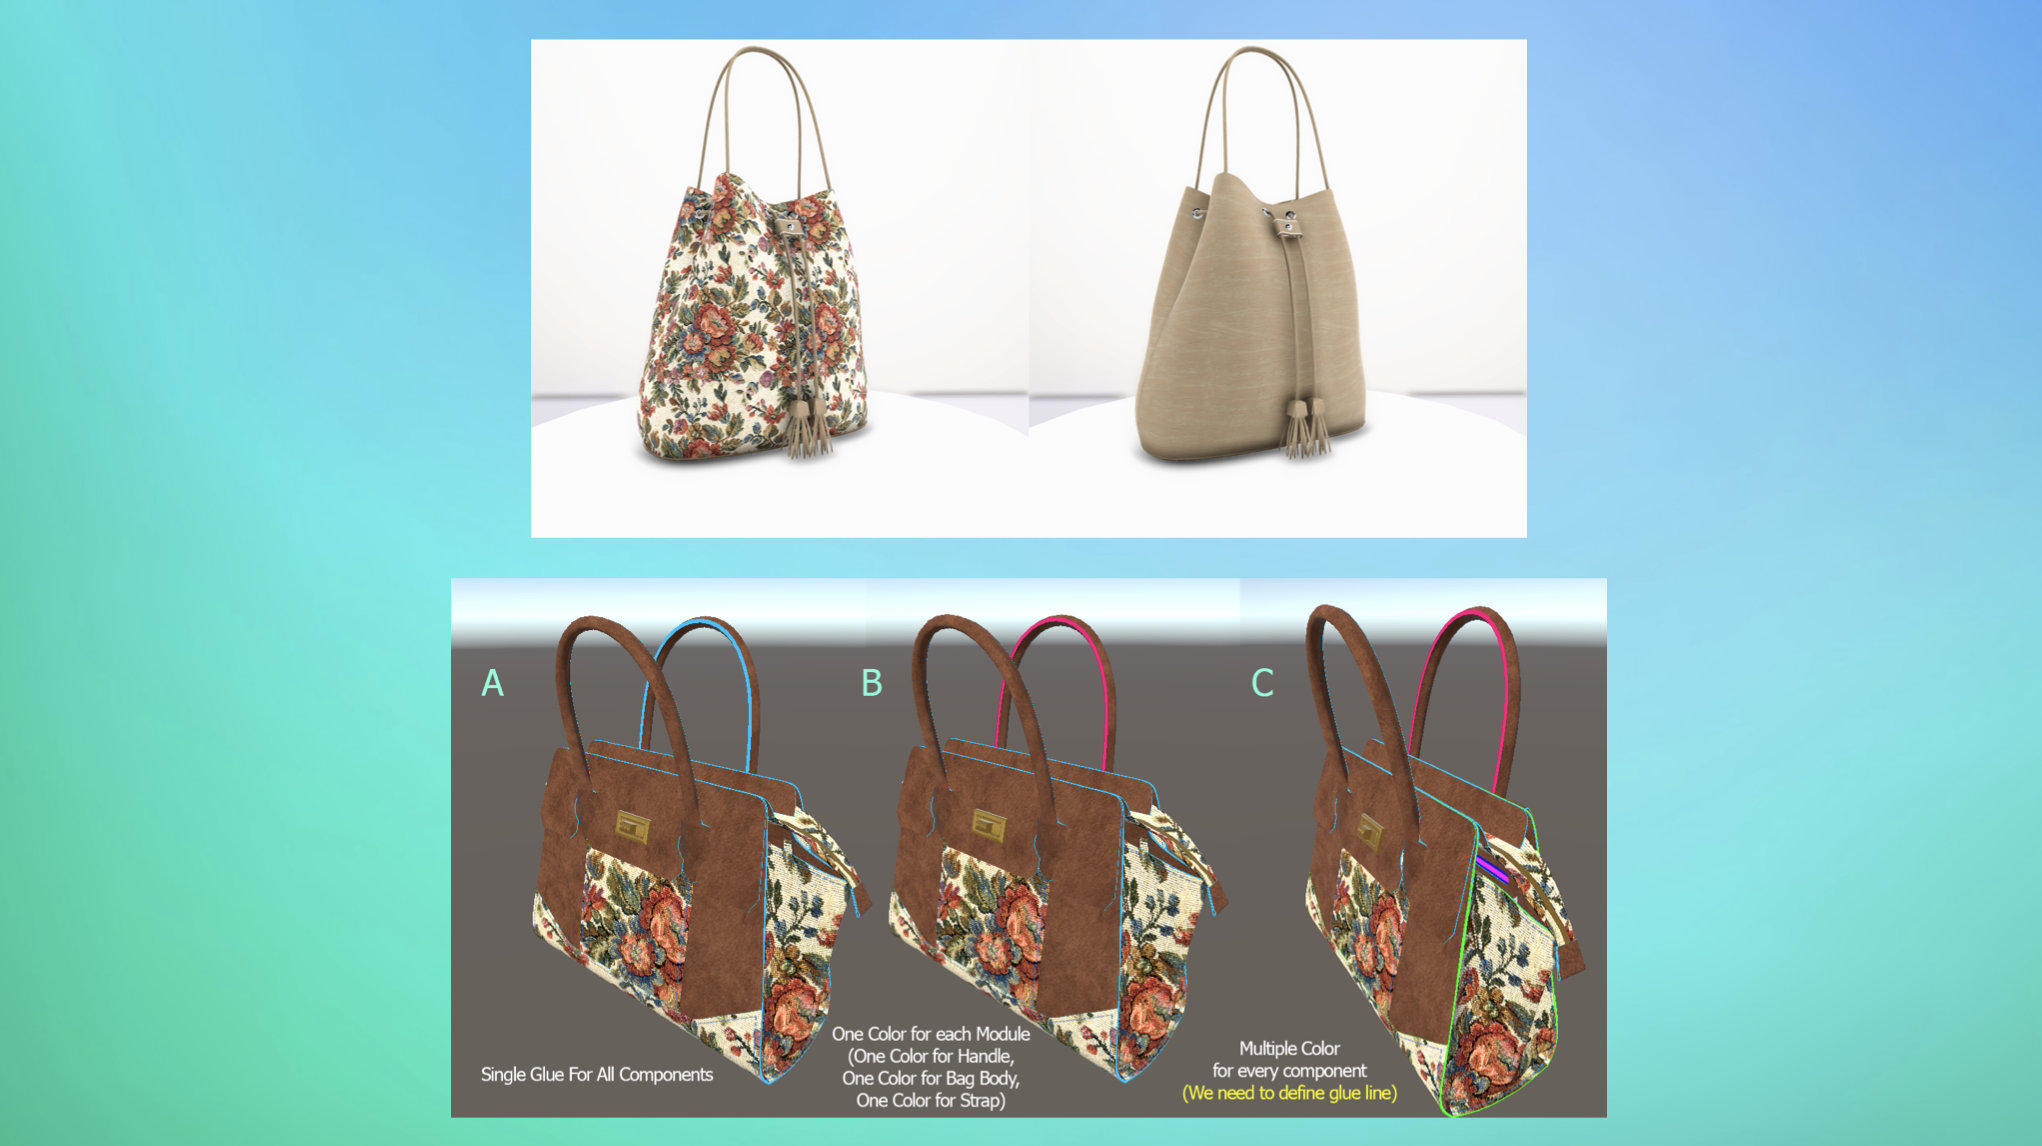 A
B
C
Single Glue For All Components
One Color for each Module
(One Color for Handle,
One Color for Bag Body,
One Color for Strap)
Multiple Color
for every component
(We need to define glue line)